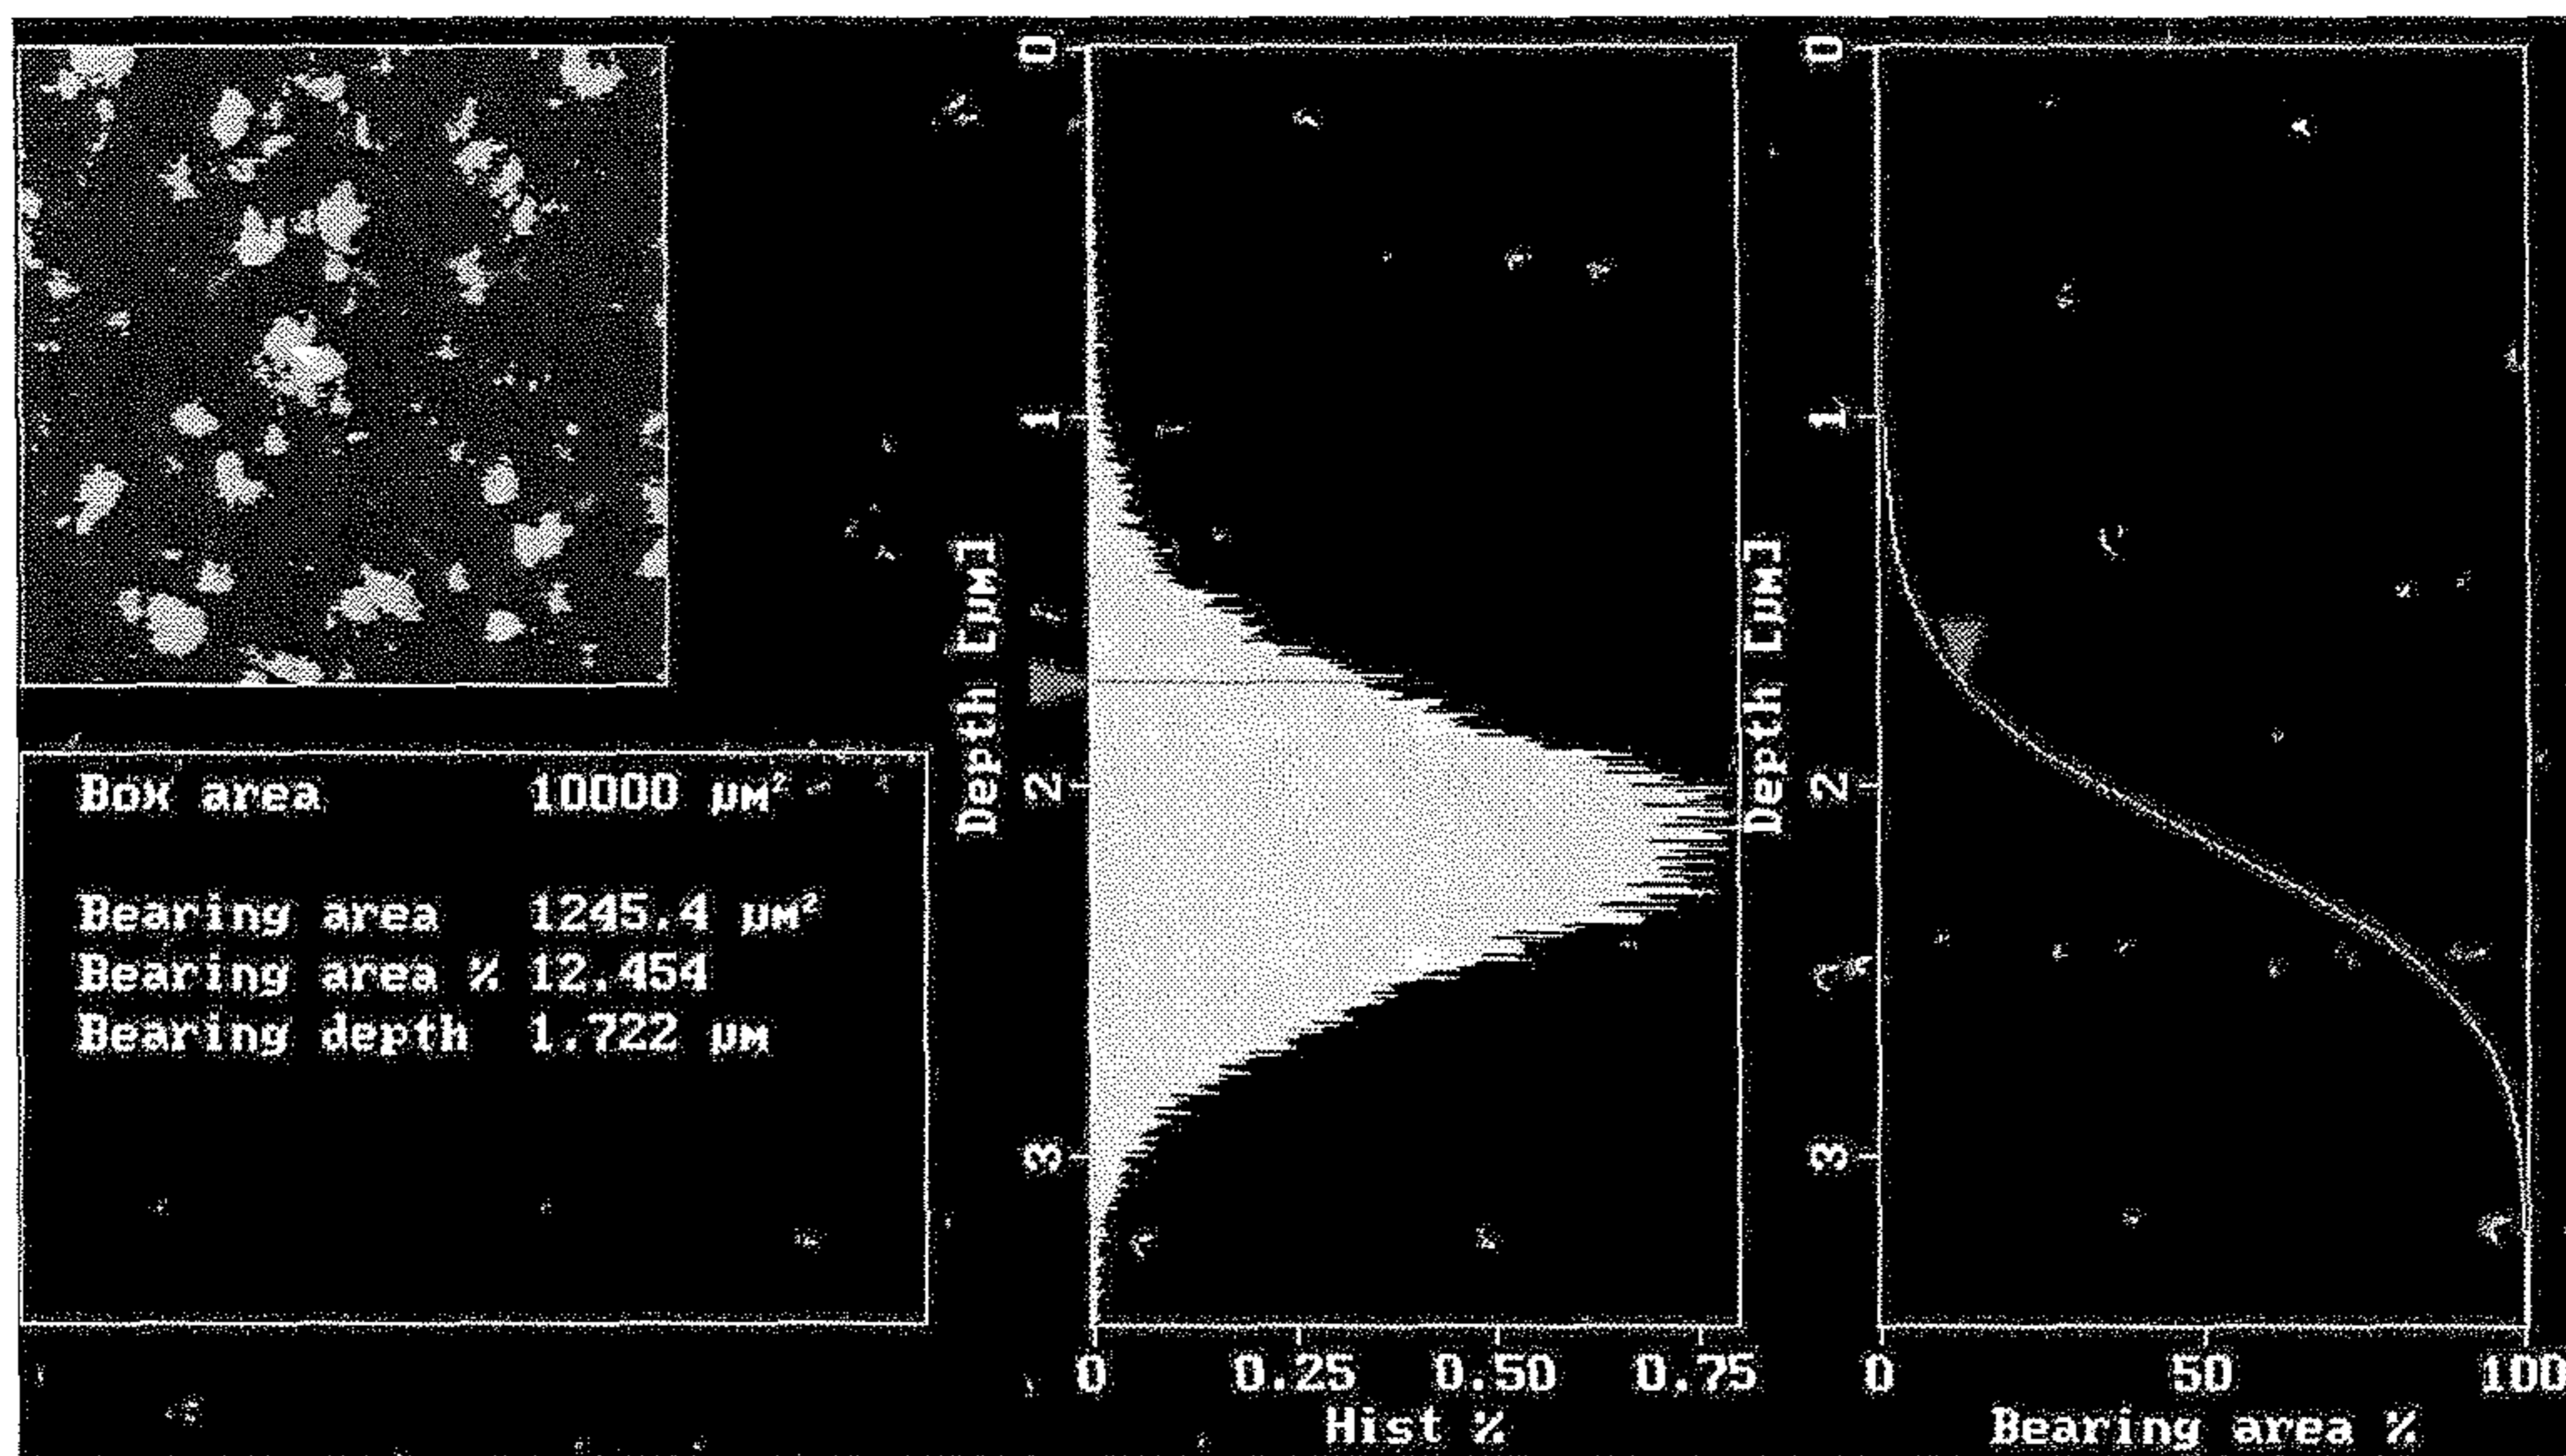 Box area 10000 µm²
Bearing area 1245.4 µm²
Bearing area % 12.454
Bearing depth 1.722 µm
Depth [µm]
0
1
2
3
0 0.25 0.50 0.75
Hist %
Depth [µm]
0
1
2
3
0 50 100
Bearing area %